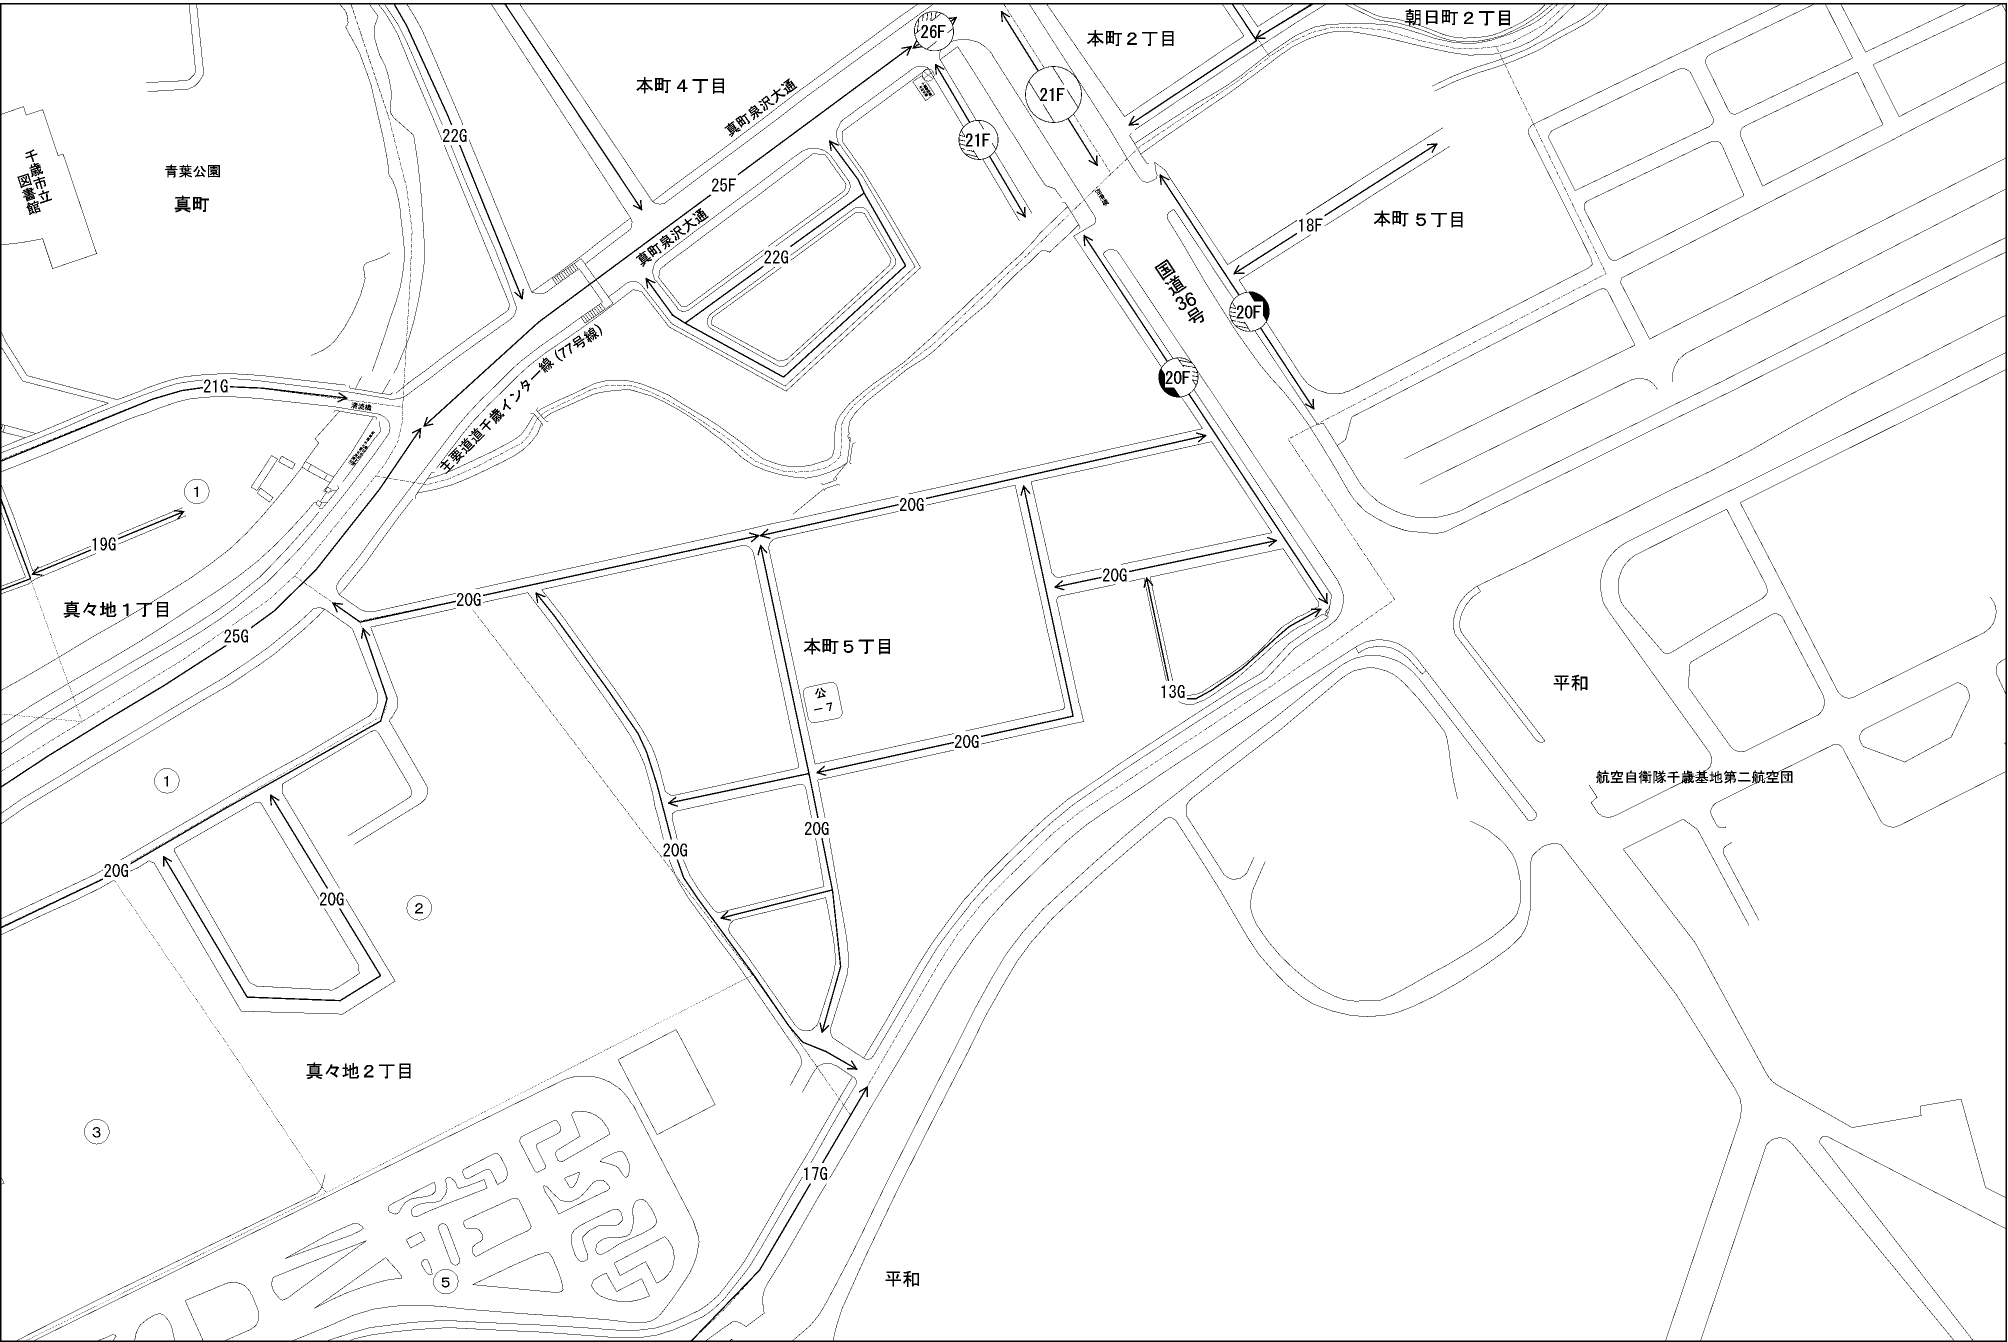 朝日町２丁目
26F
本町２丁目
本町４丁目
真町泉沢大通
21F
22G
21F
千歳市立図書館
青葉公園
真町
25F
18F
本町５丁目
真町泉沢大通
22G
国道36号
20F
主要道道千歳インター線(77号線)
20F
21G
清流橋
1
20G
19G
20G
20G
真々地１丁目
25G
本町５丁目
平和
公-7
13G
20G
航空自衛隊千歳基地第二航空団
1
20G
20G
20G
20G
2
真々地２丁目
3
17G
平和
5